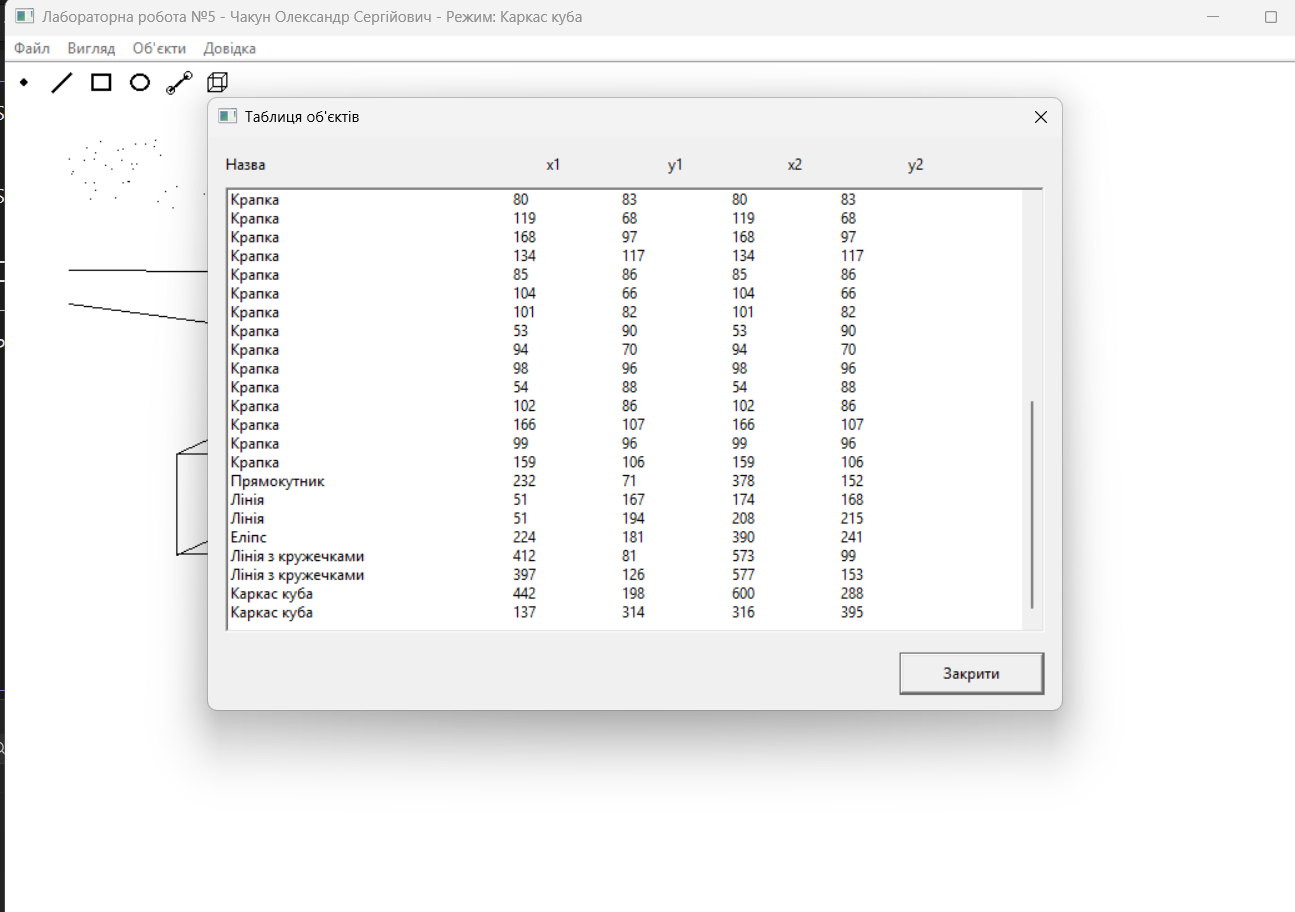 Лабораторна робота №5 - Чакун Олександр Сергійович - Режим: Каркас куба
Файл Вигляд Об'єкти Довідка
Таблиця об'єктів
Назва x1 y1 x2 y2
Крапка 80 83 80 83
Крапка 119 68 119 68
Крапка 168 97 168 97
Крапка 134 117 134 117
Крапка 85 86 85 86
Крапка 104 66 104 66
Крапка 101 82 101 82
Крапка 53 90 53 90
Крапка 94 70 94 70
Крапка 98 96 98 96
Крапка 54 88 54 88
Крапка 102 86 102 86
Крапка 166 107 166 107
Крапка 99 96 99 96
Крапка 159 106 159 106
Прямокутник 232 71 378 152
Лінія 51 167 174 168
Лінія 51 194 208 215
Еліпс 224 181 390 241
Лінія з кружечками 412 81 573 99
Лінія з кружечками 397 126 577 153
Каркас куба 442 198 600 288
Каркас куба 137 314 316 395
Закрити